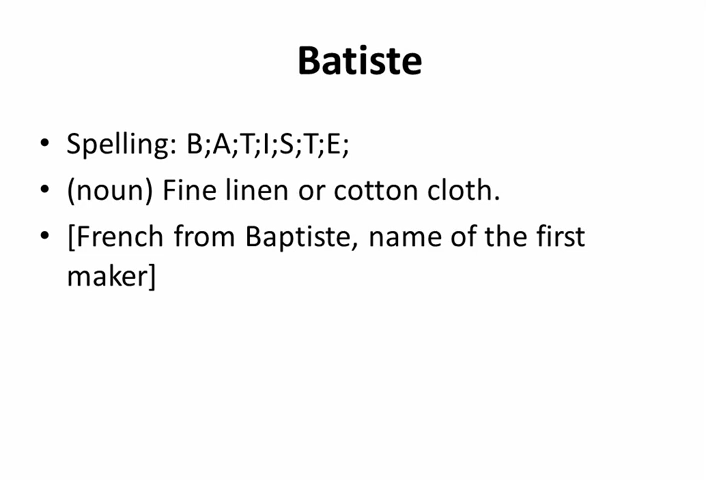 Batiste
• Spelling: B;A;T;I;S;T;E;
• (noun) Fine linen or cotton cloth.
• [French from Baptiste, name of the first
maker]